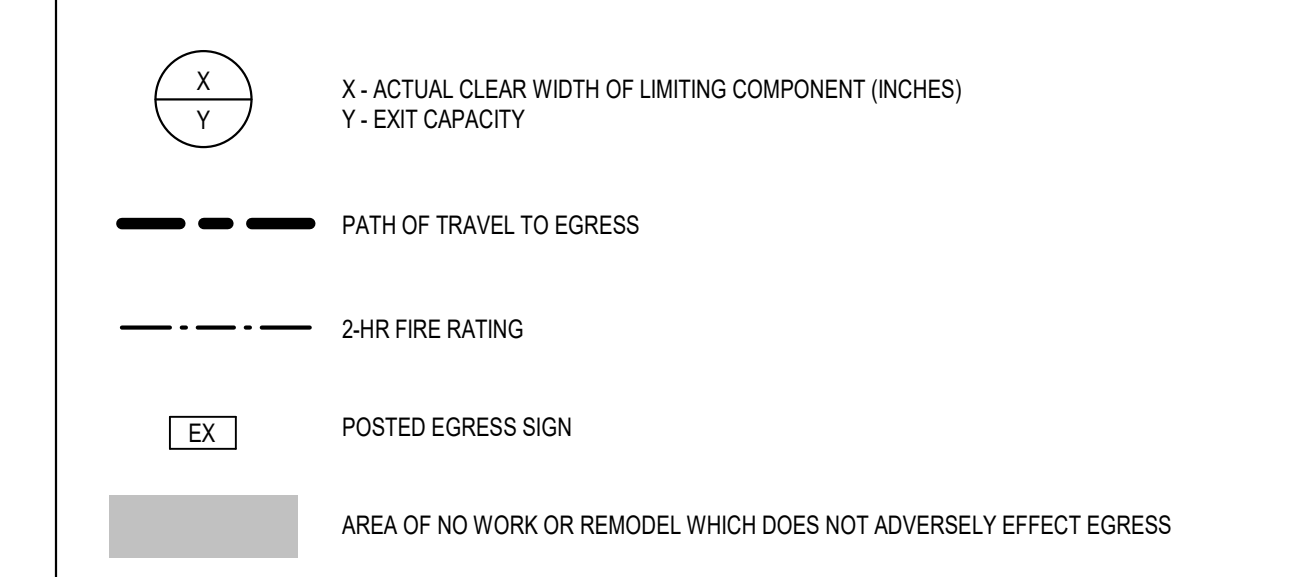 X
Y
X - ACTUAL CLEAR WIDTH OF LIMITING COMPONENT (INCHES)
Y - EXIT CAPACITY
PATH OF TRAVEL TO EGRESS
2-HR FIRE RATING
EX
POSTED EGRESS SIGN
AREA OF NO WORK OR REMODEL WHICH DOES NOT ADVERSELY EFFECT EGRESS